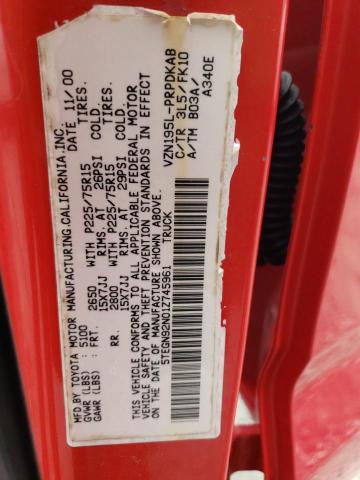 MFD.BY TOYOTA MOTOR MANUFACTURING,CALIFORNIA,INC.
GVWR (LBS) : 5100 DATE 11/00
GAWR (LBS) : FRT. 2650 WITH P225/75R15 TIRES.
15X7JJ RIMS. AT 26PSI COLD.
RR. 2800 WITH P225/75R15 TIRES.
15X7JJ RIMS. AT 29PSI COLD.
THIS VEHICLE CONFORMS TO ALL APPLICABLE FEDERAL MOTOR
VEHICLE SAFETY AND THEFT PREVENTION STANDARDS
IN EFFECT ON THE DATE OF MANUFACTURE SHOWN ABOVE.
5TEGN92N01Z745961 TRUCK
VZN195L-PRPDKAB
C/TR 3L5/FK10
A/TM B03A/
A340E